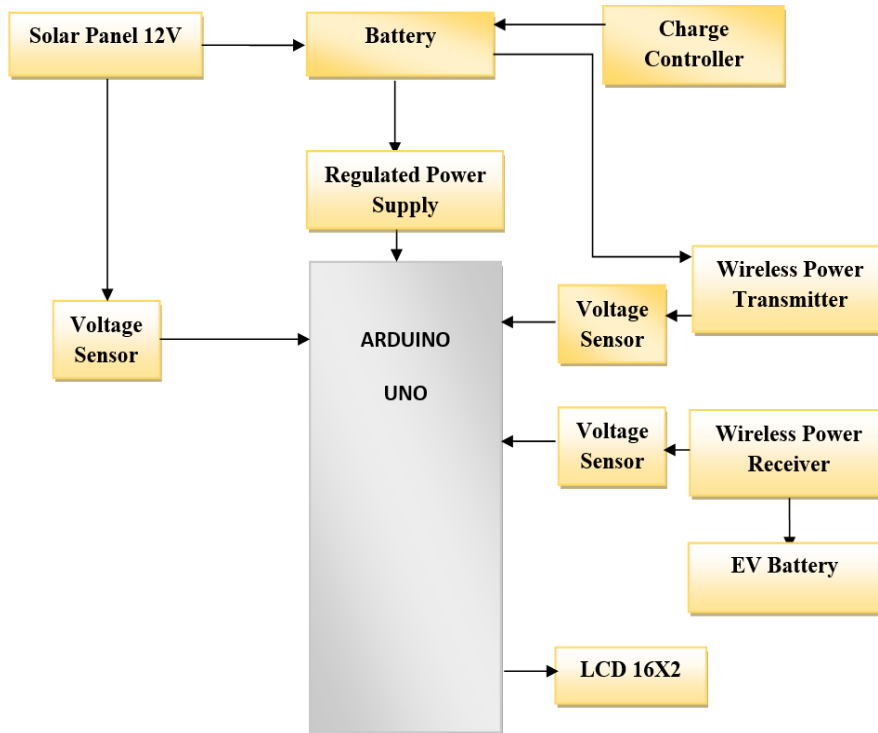 Solar Panel 12V
Battery
Charge
Controller
Regulated Power
Supply
Wireless Power
Transmitter
Voltage
Sensor
Voltage
Sensor
ARDUINO
UNO
Voltage
Sensor
Wireless Power
Receiver
EV Battery
LCD 16X2